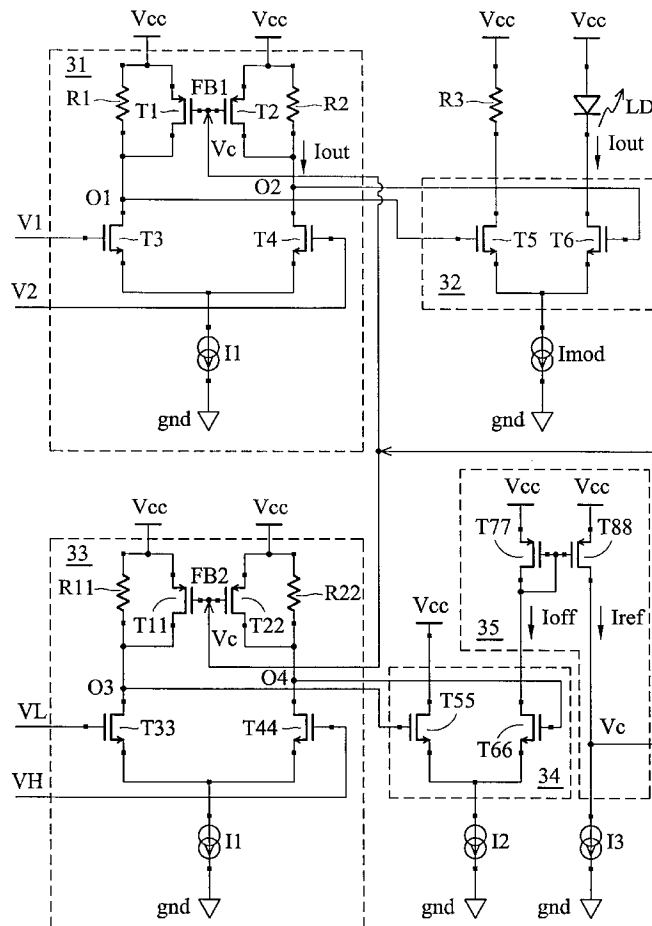 Vcc Vcc Vcc Vcc
31 FB1
R1 T1 T2 R2 R3 LD
Vc Iout Iout
O1 O2
V1 T3 T4 T5 T6
V2 32
I1 Imod
gnd gnd
Vcc Vcc Vcc Vcc
33 FB2 T77 T88
R11 R22
T11 T22 Vcc
Vc 35 Ioff Iref
O3 O4
VL T33 T44 T55 T66 Vc
VH 34
I1 I2 I3
gnd gnd gnd